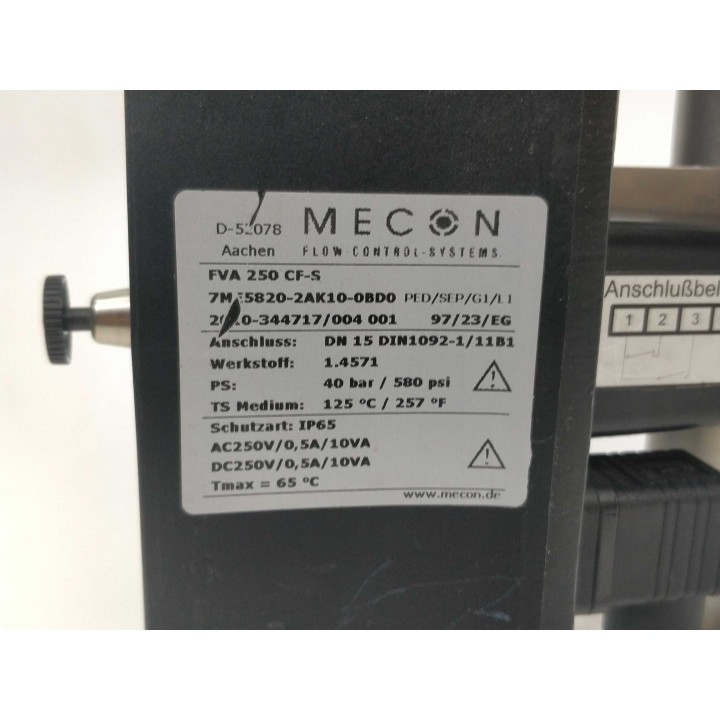 D-52078 MECON
Aachen FLOW-CONTROL-SYSTEMS
FVA 250 CF-S
PED/SEP/G1/L1
97/23/EG
Anschluss: DN 15 DIN1092-1/11B1
Werkstoff: 1.4571
PS: 40 bar / 580 psi
TS Medium: 125 °C / 257 °F
Schutzart: IP65
AC250V/0,5A/10VA
DC250V/0,5A/10VA
Tmax = 65 °C
www.mecon.de
1 2 3